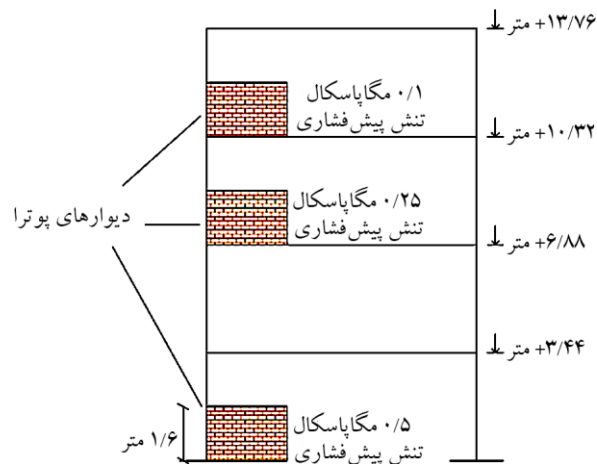 +۱۳/۷۶ متر
۰/۱ مگاپاسکال
تنش پیش‌فشاری
+۱۰/۳۲ متر
۰/۲۵ مگاپاسکال
تنش پیش‌فشاری
دیوارهای پوترا
+۶/۸۸ متر
+۳/۴۴ متر
۰/۵ مگاپاسکال
تنش پیش‌فشاری
۱/۶ متر